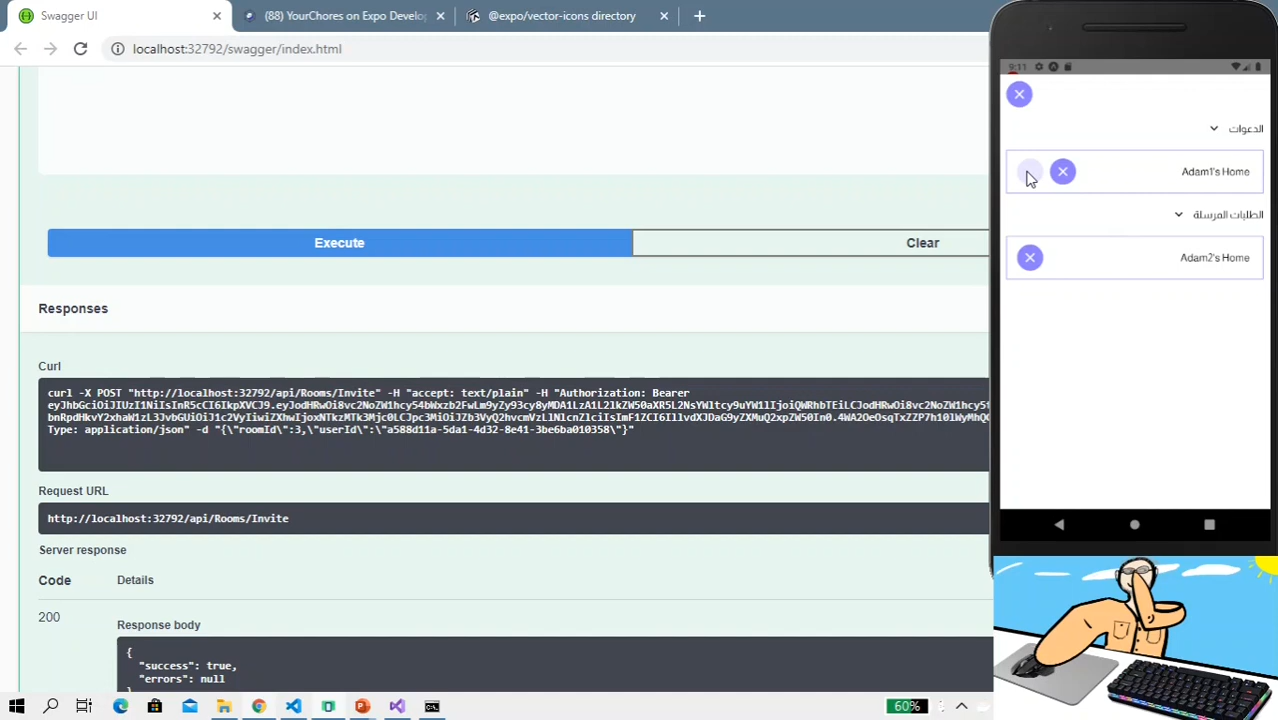 Swagger UI
(88) YourChores on Expo Develo
@expo/vector-icons directory
localhost:32792/swagger/index.html
Execute
Clear
Responses
Curl
curl -X POST "http://localhost:32792/api/Rooms/Invite" -H "accept: text/plain" -H "Authorization: Bearer
Type: application/json" -d "{\"roomId\":3,\"userId\":\"a588d11a-5da1-4d32-8e41-3be6ba010358\"}"
Request URL
http://localhost:32792/api/Rooms/Invite
Server response
Code
Details
200
Response body
{
"success": true,
"errors": null
60%
9:11
الدعوات
Adam1's Home
الطلبات المرسلة
Adam2's Home